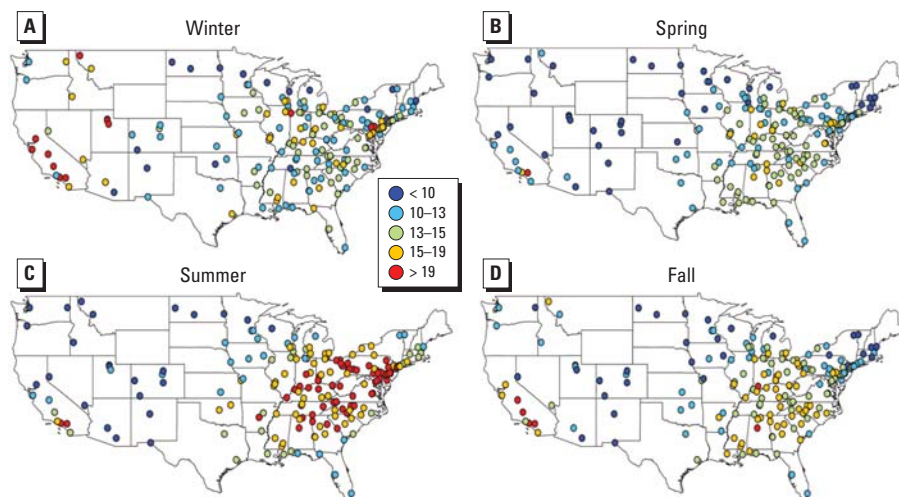 A
Winter
B
Spring
< 10
10–13
13–15
15–19
> 19
C
Summer
D
Fall